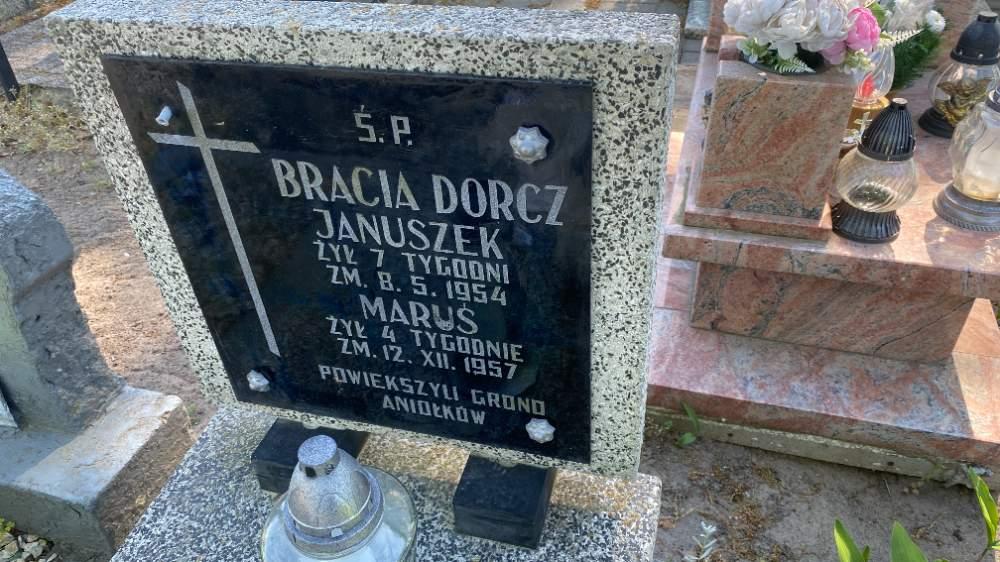 Ś.P.
BRACIA DORCZ
JANUSZEK
ŻYŁ 7 TYGODNI
ZM. 8. 5. 1954
MARUŚ
ŻYŁ 4 TYGODNIE
ZM. 12. XII. 1957
POWIEKSZYLI GRONO
ANIOŁKÓW